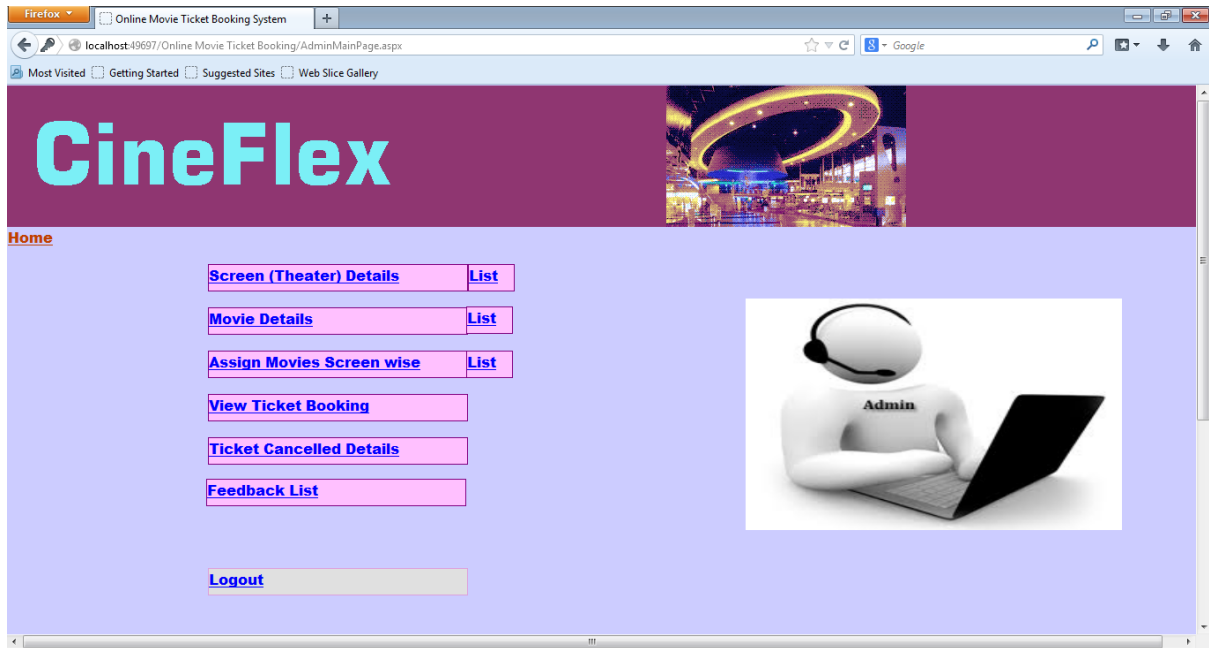 Firefox
Online Movie Ticket Booking System
localhost:49697/Online Movie Ticket Booking/AdminMainPage.aspx
Google
Most Visited Getting Started Suggested Sites Web Slice Gallery
CineFlex
Home
Screen (Theater) Details List
Movie Details List
Assign Movies Screen wise List
View Ticket Booking
Ticket Cancelled Details
Feedback List
Admin
Logout